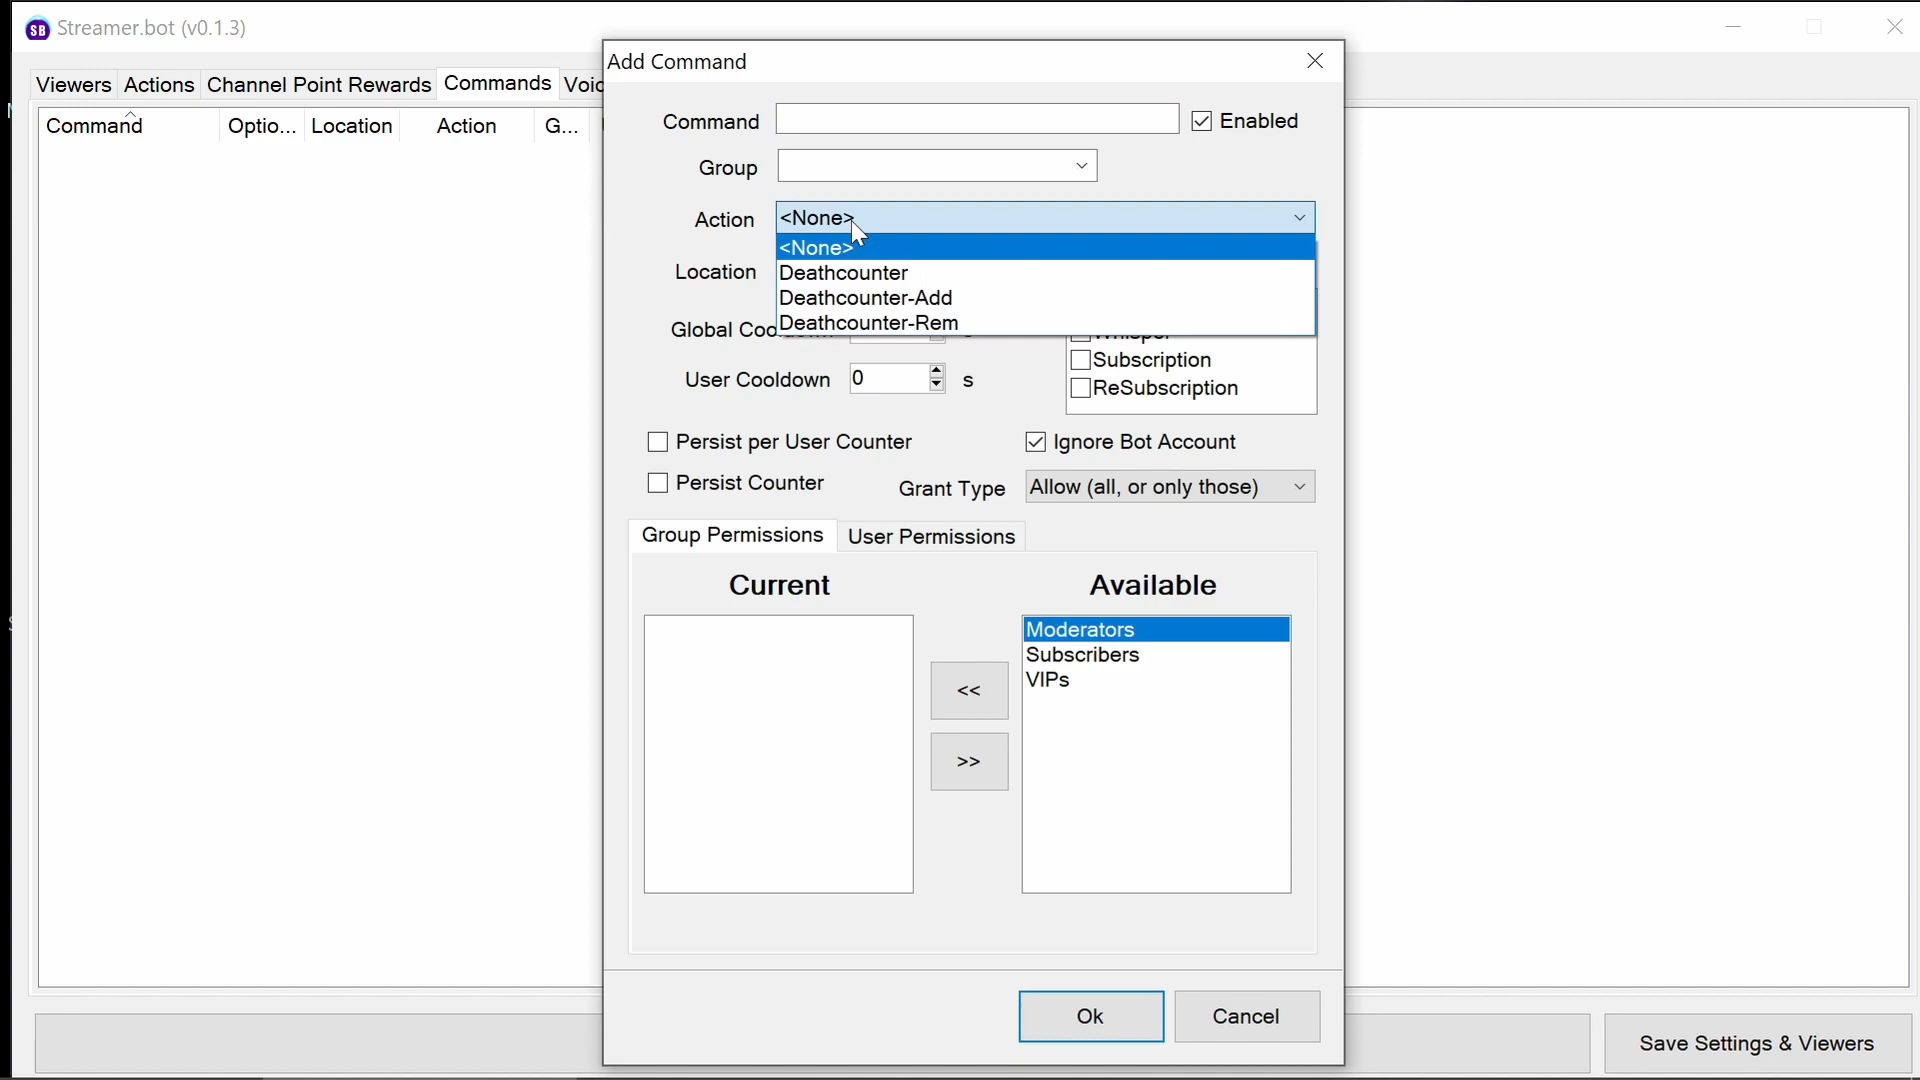 Streamer.bot (v0.1.3)
Add Command
Viewers Actions Channel Point Rewards Commands
Command Optio... Location Action G...
Command Enabled
Group
Action <None>
<None>
Deathcounter
Deathcounter-Add
Deathcounter-Rem
Location
Global
Subscription
ReSubscription
User Cooldown 0 s
Persist per User Counter Ignore Bot Account
Persist Counter Grant Type Allow (all, or only those)
Group Permissions User Permissions
Current Available
Moderators
Subscribers
VIPs
<<
>>
Ok Cancel
Save Settings & Viewers